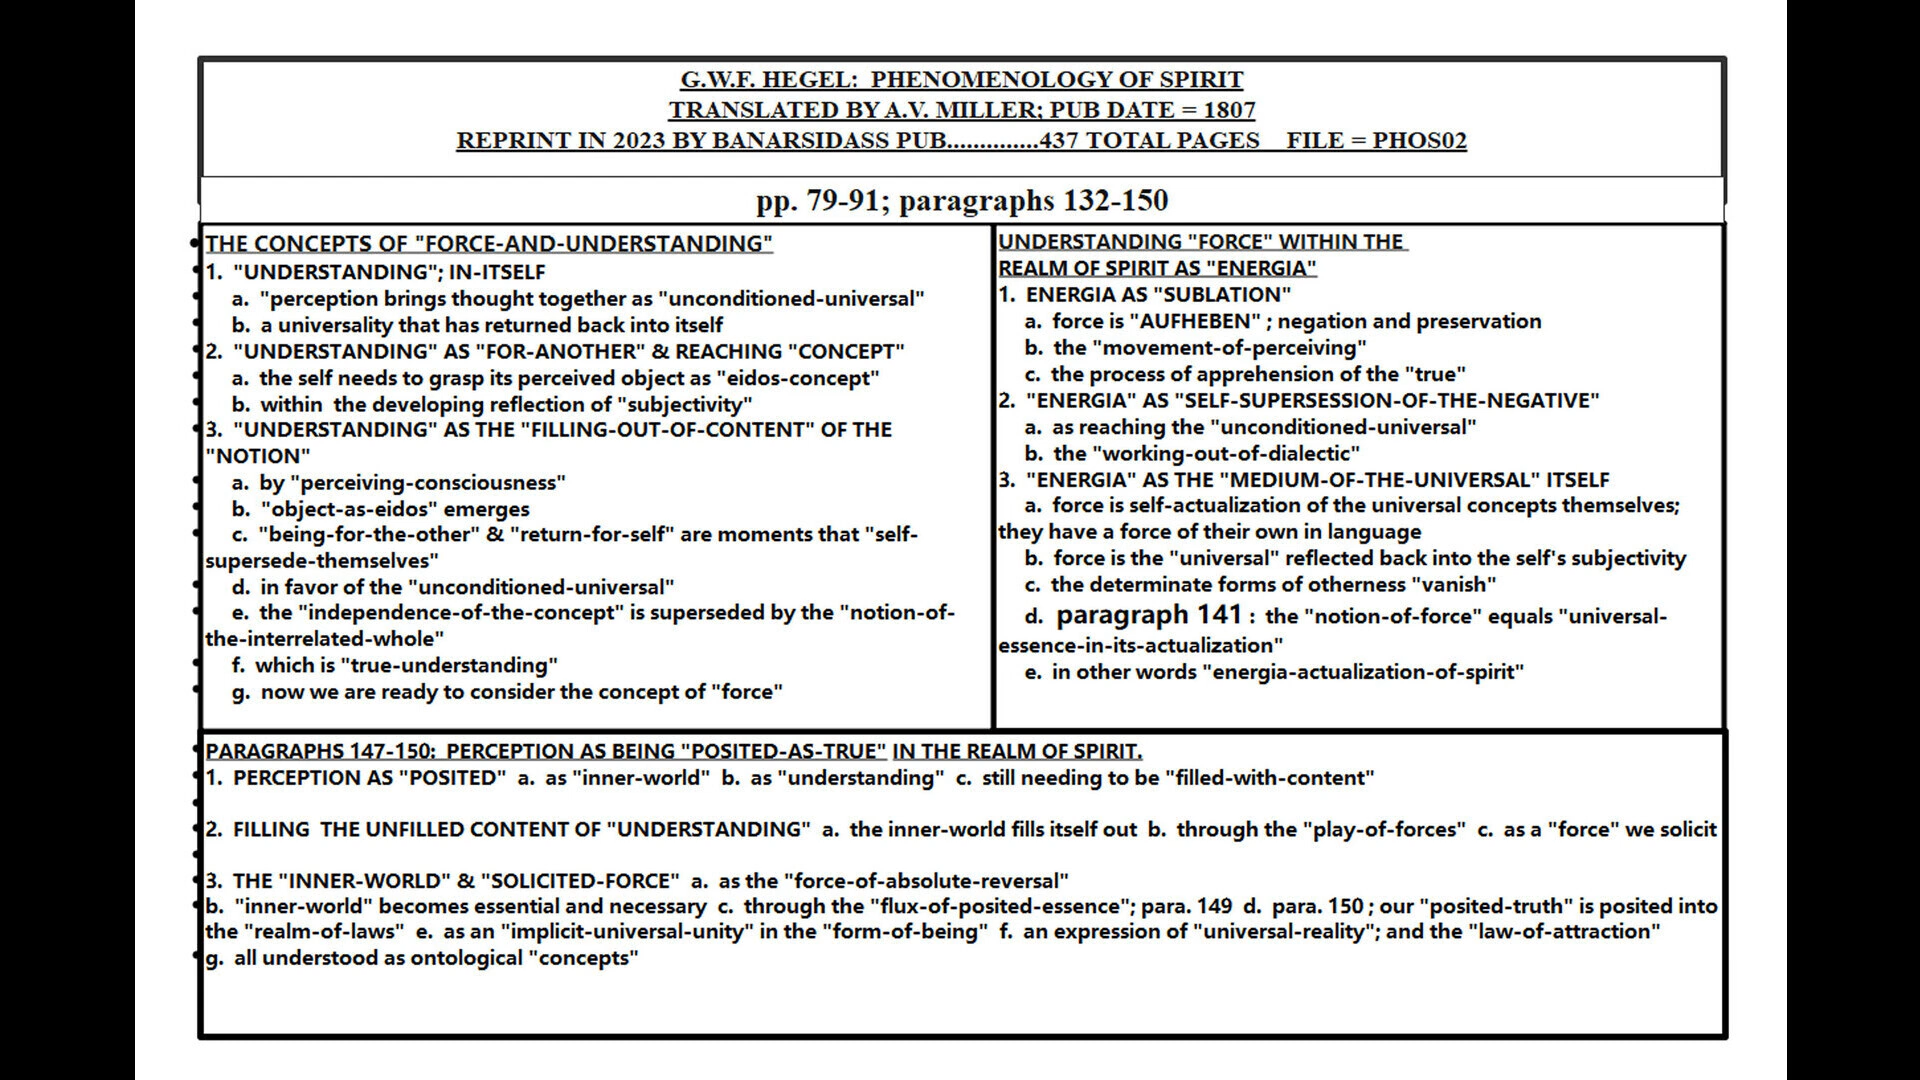 G.W.F. HEGEL: PHENOMENOLOGY OF SPIRIT
TRANSLATED BY A.V. MILLER; PUB DATE = 1807
REPRINT IN 2023 BY BANARSIDASS PUB..............437 TOTAL PAGES FILE = PHOS02
pp. 79-91; paragraphs 132-150
• THE CONCEPTS OF "FORCE-AND-UNDERSTANDING"
• 1. "UNDERSTANDING"; IN-ITSELF
• a. "perception brings thought together as "unconditioned-universal"
• b. a universality that has returned back into itself
• 2. "UNDERSTANDING" AS "FOR-ANOTHER" & REACHING "CONCEPT"
• a. the self needs to grasp its perceived object as "eidos-concept"
• b. within the developing reflection of "subjectivity"
• 3. "UNDERSTANDING" AS THE "FILLING-OUT-OF-CONTENT" OF THE
"NOTION"
• a. by "perceiving-consciousness"
• b. "object-as-eidos" emerges
• c. "being-for-the-other" & "return-for-self" are moments that "self-
supersede-themselves"
• d. in favor of the "unconditioned-universal"
• e. the "independence-of-the-concept" is superseded by the "notion-of-
the-interrelated-whole"
• f. which is "true-understanding"
• g. now we are ready to consider the concept of "force"
UNDERSTANDING "FORCE" WITHIN THE
REALM OF SPIRIT AS "ENERGIA"
1. ENERGIA AS "SUBLATION"
a. force is "AUFHEBEN" ; negation and preservation
b. the "movement-of-perceiving"
c. the process of apprehension of the "true"
2. "ENERGIA" AS "SELF-SUPERSESSION-OF-THE-NEGATIVE"
a. as reaching the "unconditioned-universal"
b. the "working-out-of-dialectic"
3. "ENERGIA" AS THE "MEDIUM-OF-THE-UNIVERSAL" ITSELF
a. force is self-actualization of the universal concepts themselves;
they have a force of their own in language
b. force is the "universal" reflected back into the self's subjectivity
c. the determinate forms of otherness "vanish"
d. paragraph 141 : the "notion-of-force" equals "universal-
essence-in-its-actualization"
e. in other words "energia-actualization-of-spirit"
• PARAGRAPHS 147-150: PERCEPTION AS BEING "POSITED-AS-TRUE" IN THE REALM OF SPIRIT.
• 1. PERCEPTION AS "POSITED" a. as "inner-world" b. as "understanding" c. still needing to be "filled-with-content"
• 2. FILLING THE UNFILLED CONTENT OF "UNDERSTANDING" a. the inner-world fills itself out b. through the "play-of-forces" c. as a "force" we solicit
• 3. THE "INNER-WORLD" & "SOLICITED-FORCE" a. as the "force-of-absolute-reversal"
• b. "inner-world" becomes essential and necessary c. through the "flux-of-posited-essence"; para. 149 d. para. 150 ; our "posited-truth" is posited into
the "realm-of-laws" e. as an "implicit-universal-unity" in the "form-of-being" f. an expression of "universal-reality"; and the "law-of-attraction"
• g. all understood as ontological "concepts"